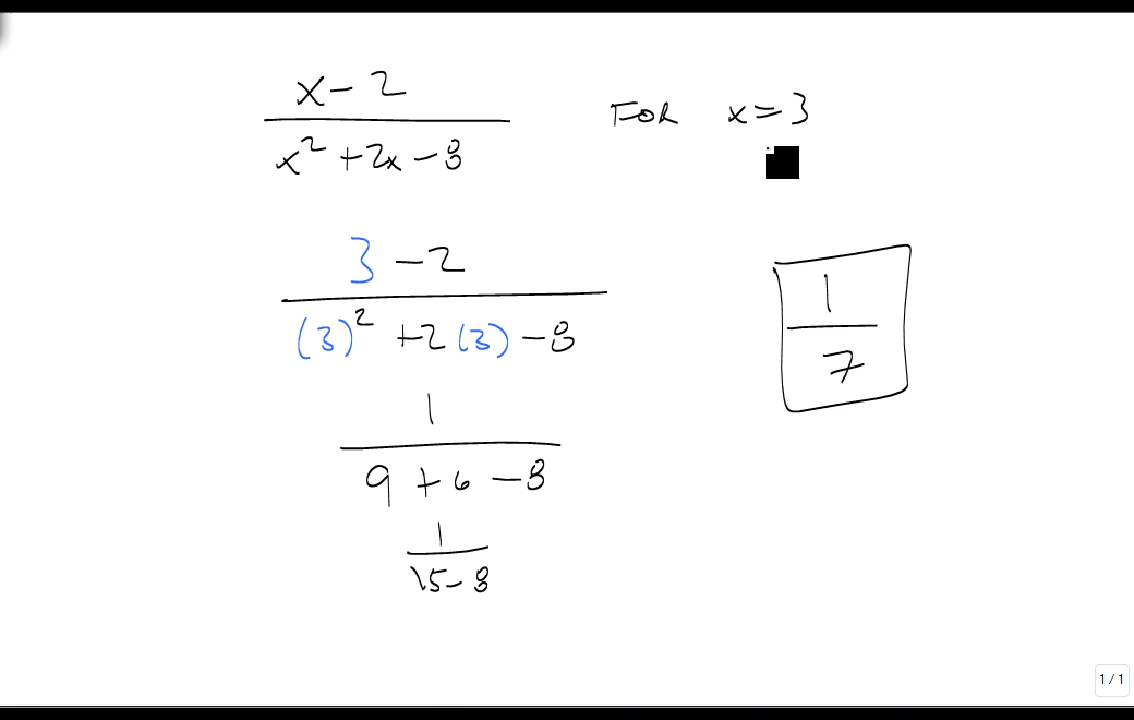 x - 2
x² + 2x - 8
FOR x = 3
3 - 2
(3)² + 2 (3) - 8
1
7
1
9 + 6 - 8
1
15 - 8
1 / 1